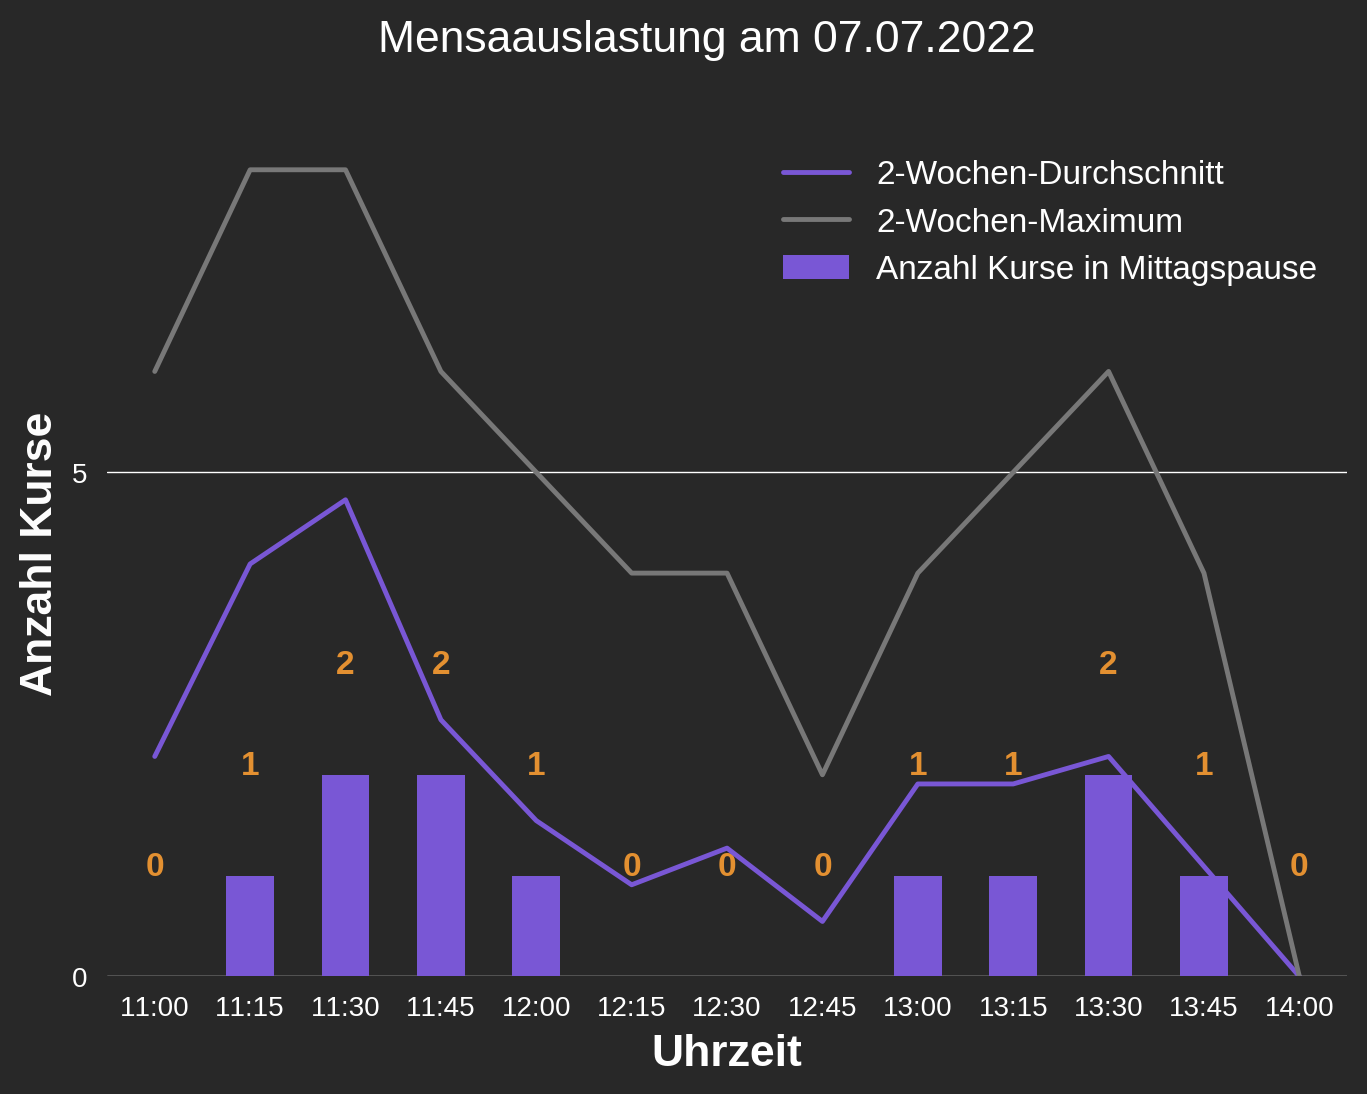 Mensaauslastung am 07.07.2022
2-Wochen-Durchschnitt
2-Wochen-Maximum
Anzahl Kurse in Mittagspause
Anzahl Kurse
5
2 2 2
1 1 1 1 1
0 0 0 0 0
0
11:00 11:15 11:30 11:45 12:00 12:15 12:30 12:45 13:00 13:15 13:30 13:45 14:00
Uhrzeit